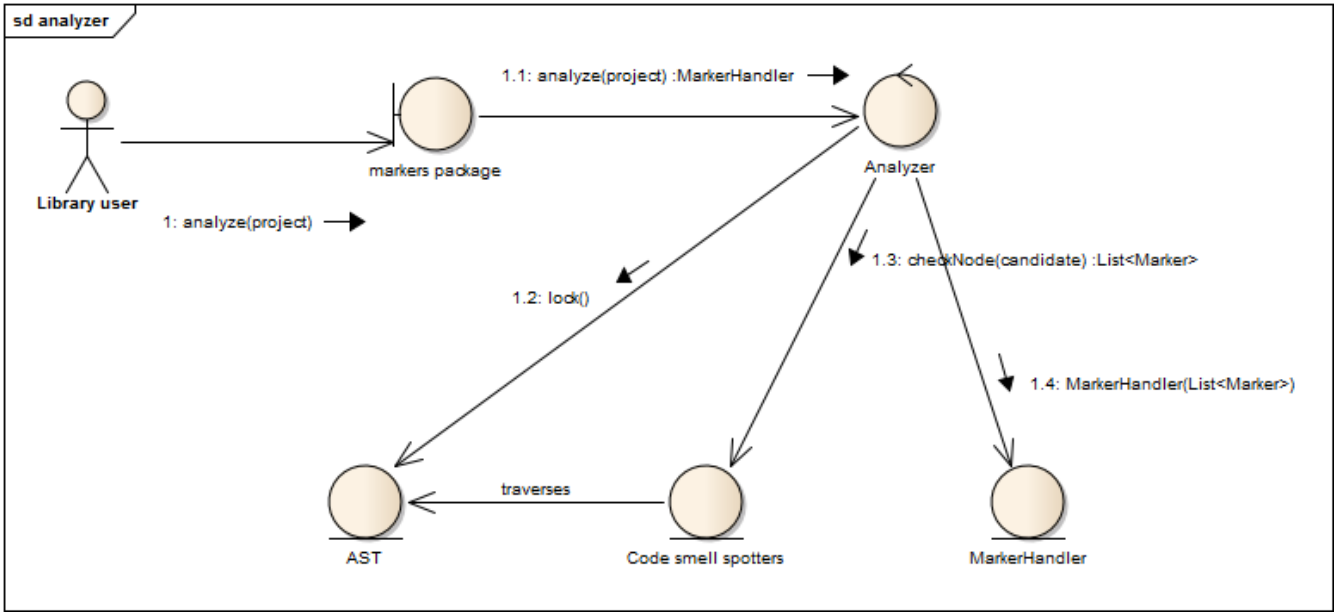 sd analyzer
1.1: analyze(project) :MarkerHandler
markers package
Analyzer
Library user
1: analyze(project)
1.3: checkNode(candidate) :List<Marker>
1.2: lock()
1.4: MarkerHandler(List<Marker>)
traverses
AST
Code smell spotters
MarkerHandler